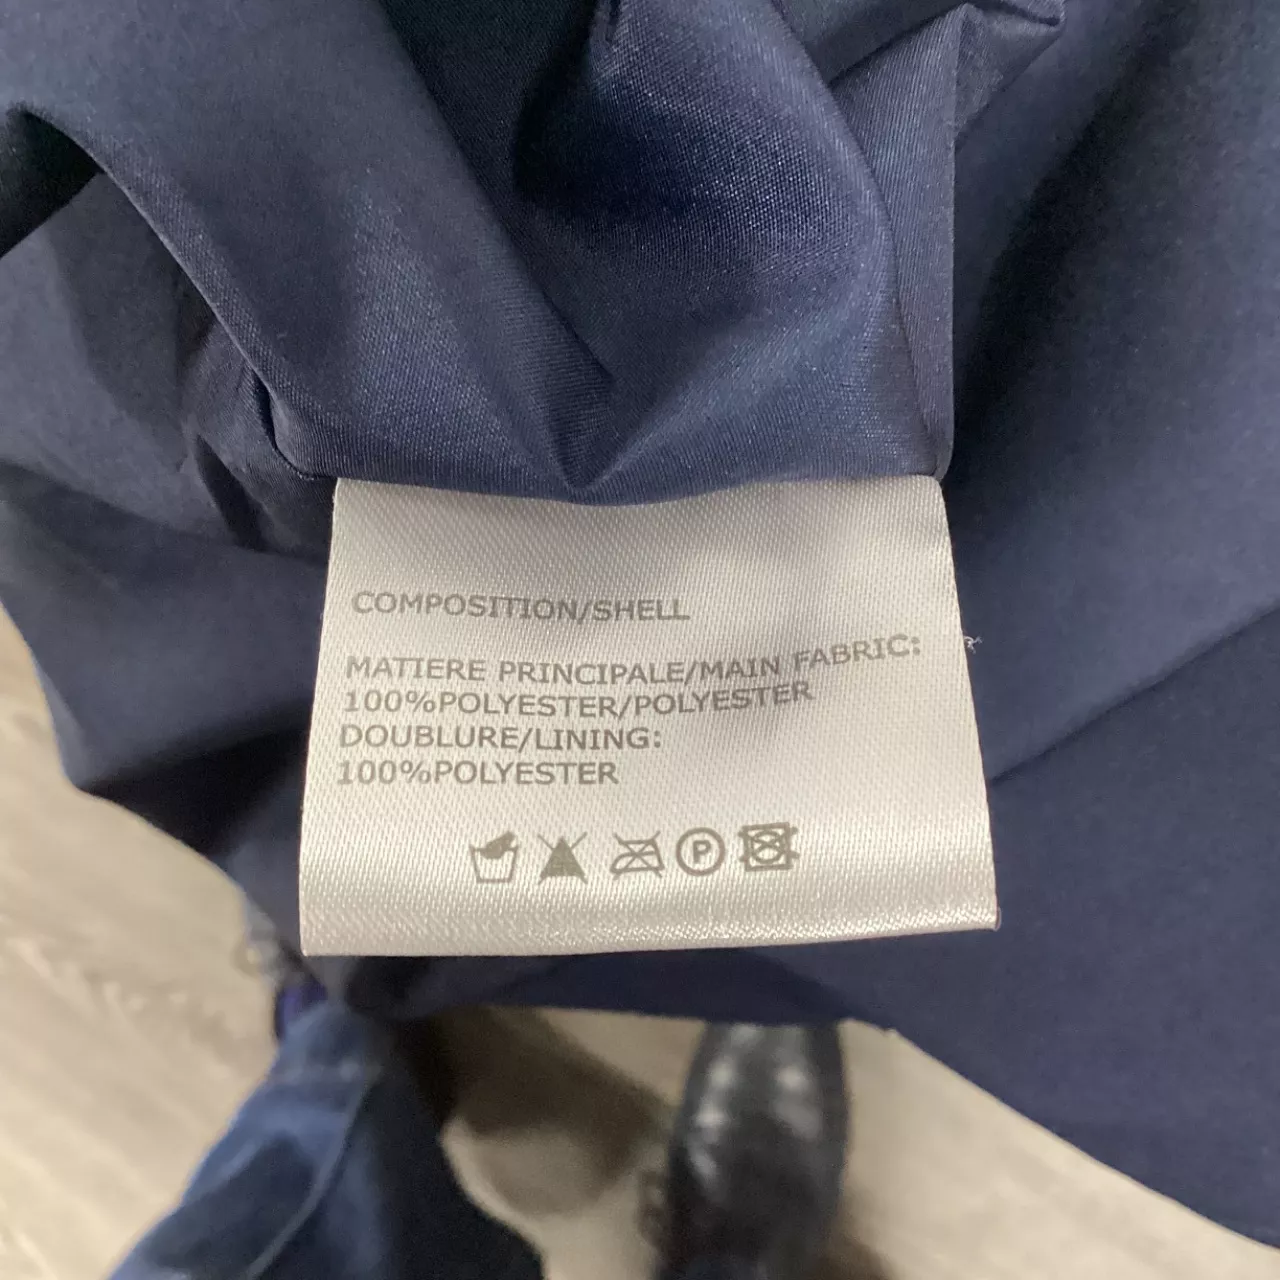 COMPOSITION/SHELL
MATIERE PRINCIPALE/MAIN FABRIC:
100%POLYESTER/POLYESTER
DOUBLURE/LINING:
100%POLYESTER
P